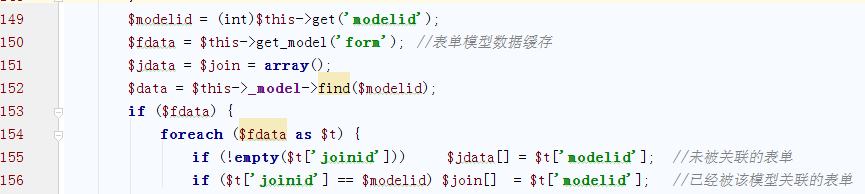 149 $modelid = (int)$this->get('modelid');
150 $fdata = $this->get_model('form'); //表单模型数据缓存
151 $jdata = $join = array();
152 $data = $this->_model->find($modelid);
153 if ($fdata) {
154 foreach ($fdata as $t) {
155 if (!empty($t['joinid'])) $jdata[] = $t['modelid']; //未被关联的表单
156 if ($t['joinid'] == $modelid) $join[] = $t['modelid']; //已经被该模型关联的表单